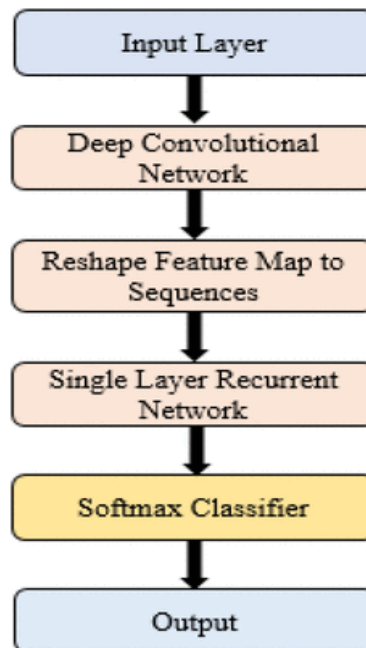 Input Layer
Deep Convolutional
Network
Reshape Feature Map to
Sequences
Single Layer Recurrent
Network
Softmax Classifier
Output